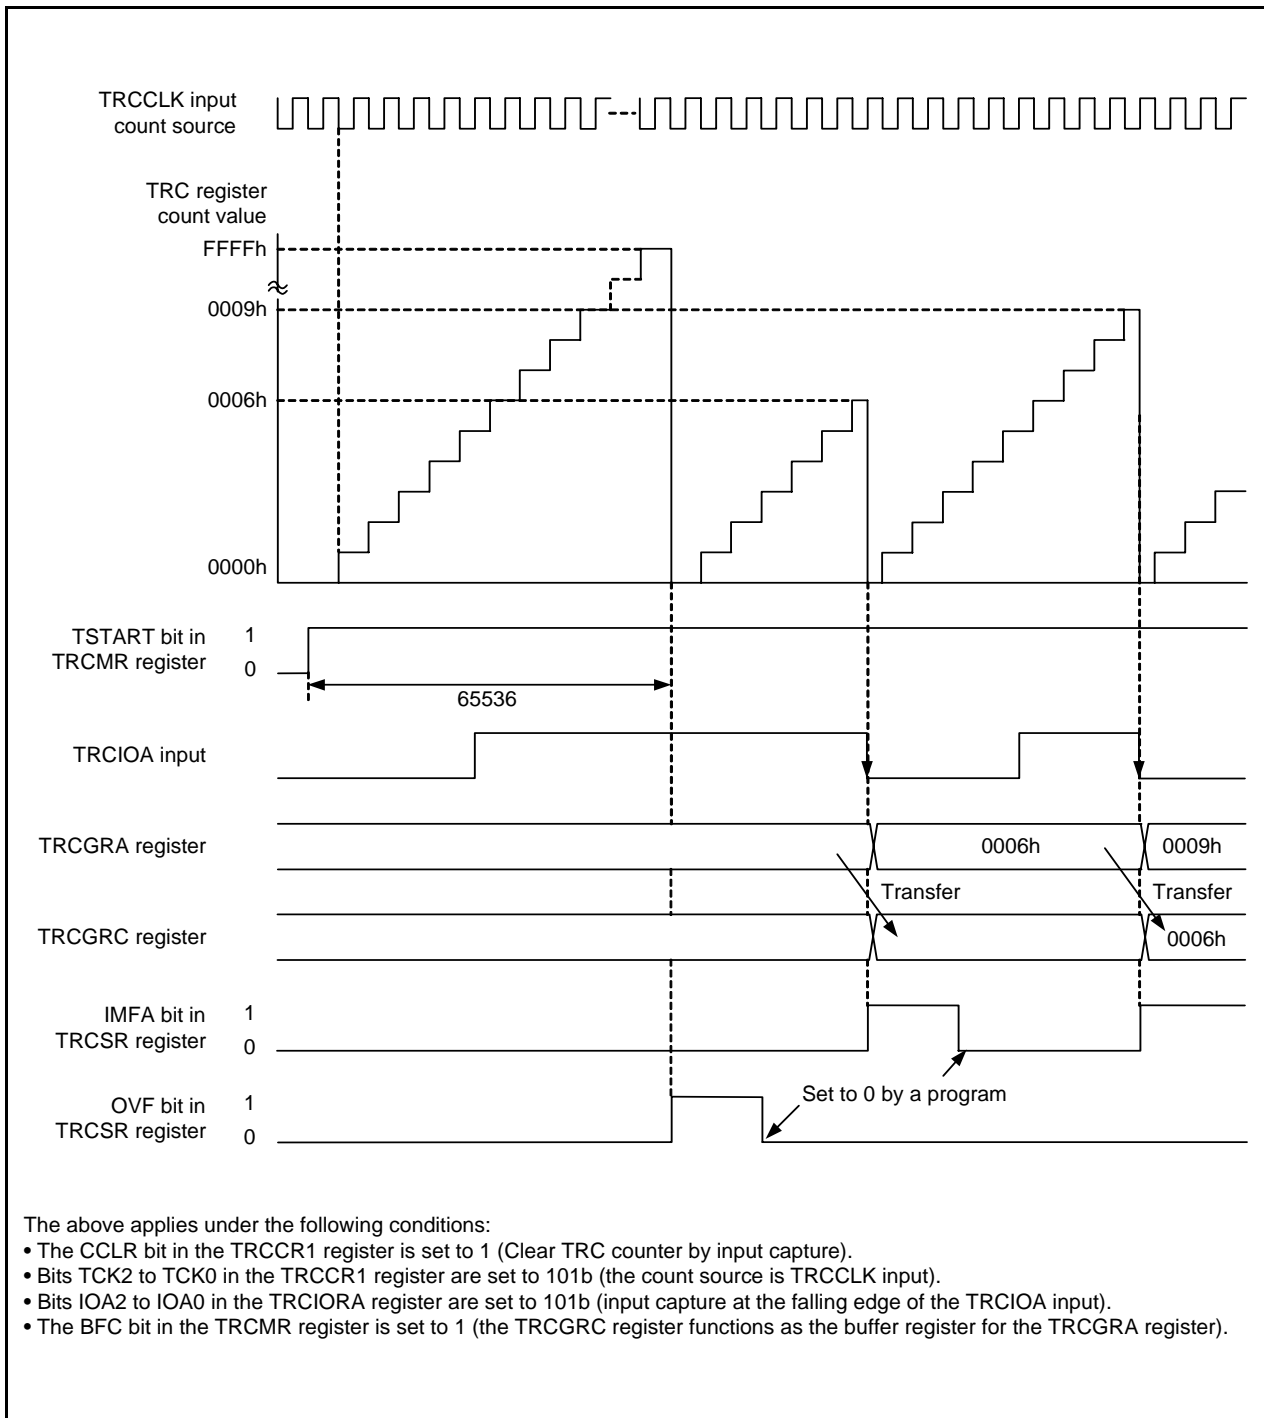 TRCCLK input
count source
TRC register
count value
FFFFh
0009h
0006h
0000h
TSTART bit in
TRCMR register
1
0
65536
TRCIOA input
TRCGRA register
0006h
0009h
Transfer
Transfer
TRCGRC register
0006h
IMFA bit in
TRCSR register
1
0
Set to 0 by a program
OVF bit in
TRCSR register
1
0
The above applies under the following conditions:
• The CCLR bit in the TRCCR1 register is set to 1 (Clear TRC counter by input capture).
• Bits TCK2 to TCK0 in the TRCCR1 register are set to 101b (the count source is TRCCLK input).
• Bits IOA2 to IOA0 in the TRCIORA register are set to 101b (input capture at the falling edge of the TRCIOA input).
• The BFC bit in the TRCMR register is set to 1 (the TRCGRC register functions as the buffer register for the TRCGRA register).